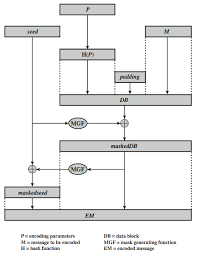 P
seed
M
H(P)
padding
DB
MGF
maskedDB
MGF
maskedseed
EM
P = encoding parameters
M = message to be encoded
H = hash function
DB = data block
MGF = mask generating function
EM = encoded message